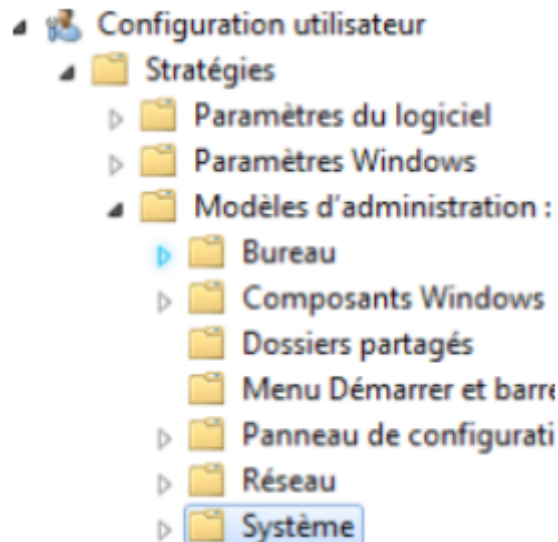 Configuration utilisateur
Stratégies
Paramètres du logiciel
Paramètres Windows
Modèles d'administration :
Bureau
Composants Windows
Dossiers partagés
Menu Démarrer et barre
Panneau de configurati
Réseau
Système